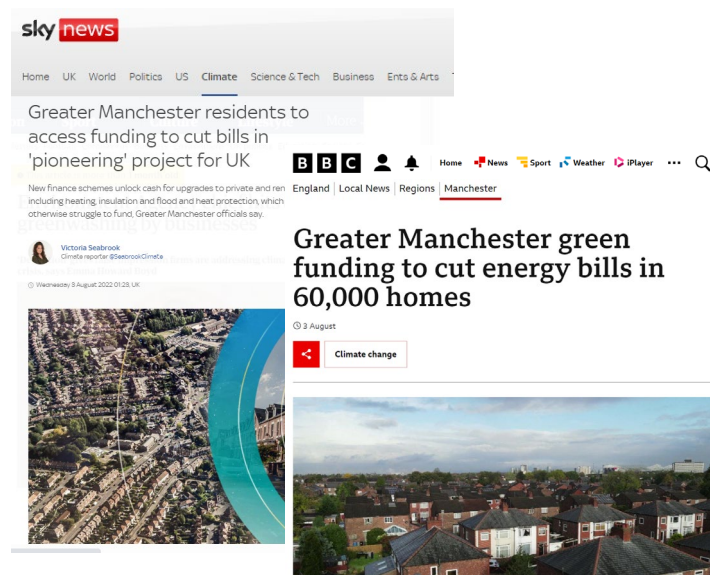 sky news
Home UK World Politics US Climate Science & Tech Business Ents & Arts
Greater Manchester residents to
access funding to cut bills in
'pioneering' project for UK
New finance schemes unlock cash for upgrades to private and ren
including heating, insulation and flood and heat protection, which
otherwise struggle to fund, Greater Manchester officials say.
greenwashing by businesses
Victoria Seabrook
Climate reporter @SeabrookClimate
Wednesday 3 August 2022 01:23, UK
BBC Home News Sport Weather iPlayer
England Local News Regions Manchester
Greater Manchester green
funding to cut energy bills in
60,000 homes
3 August
Climate change